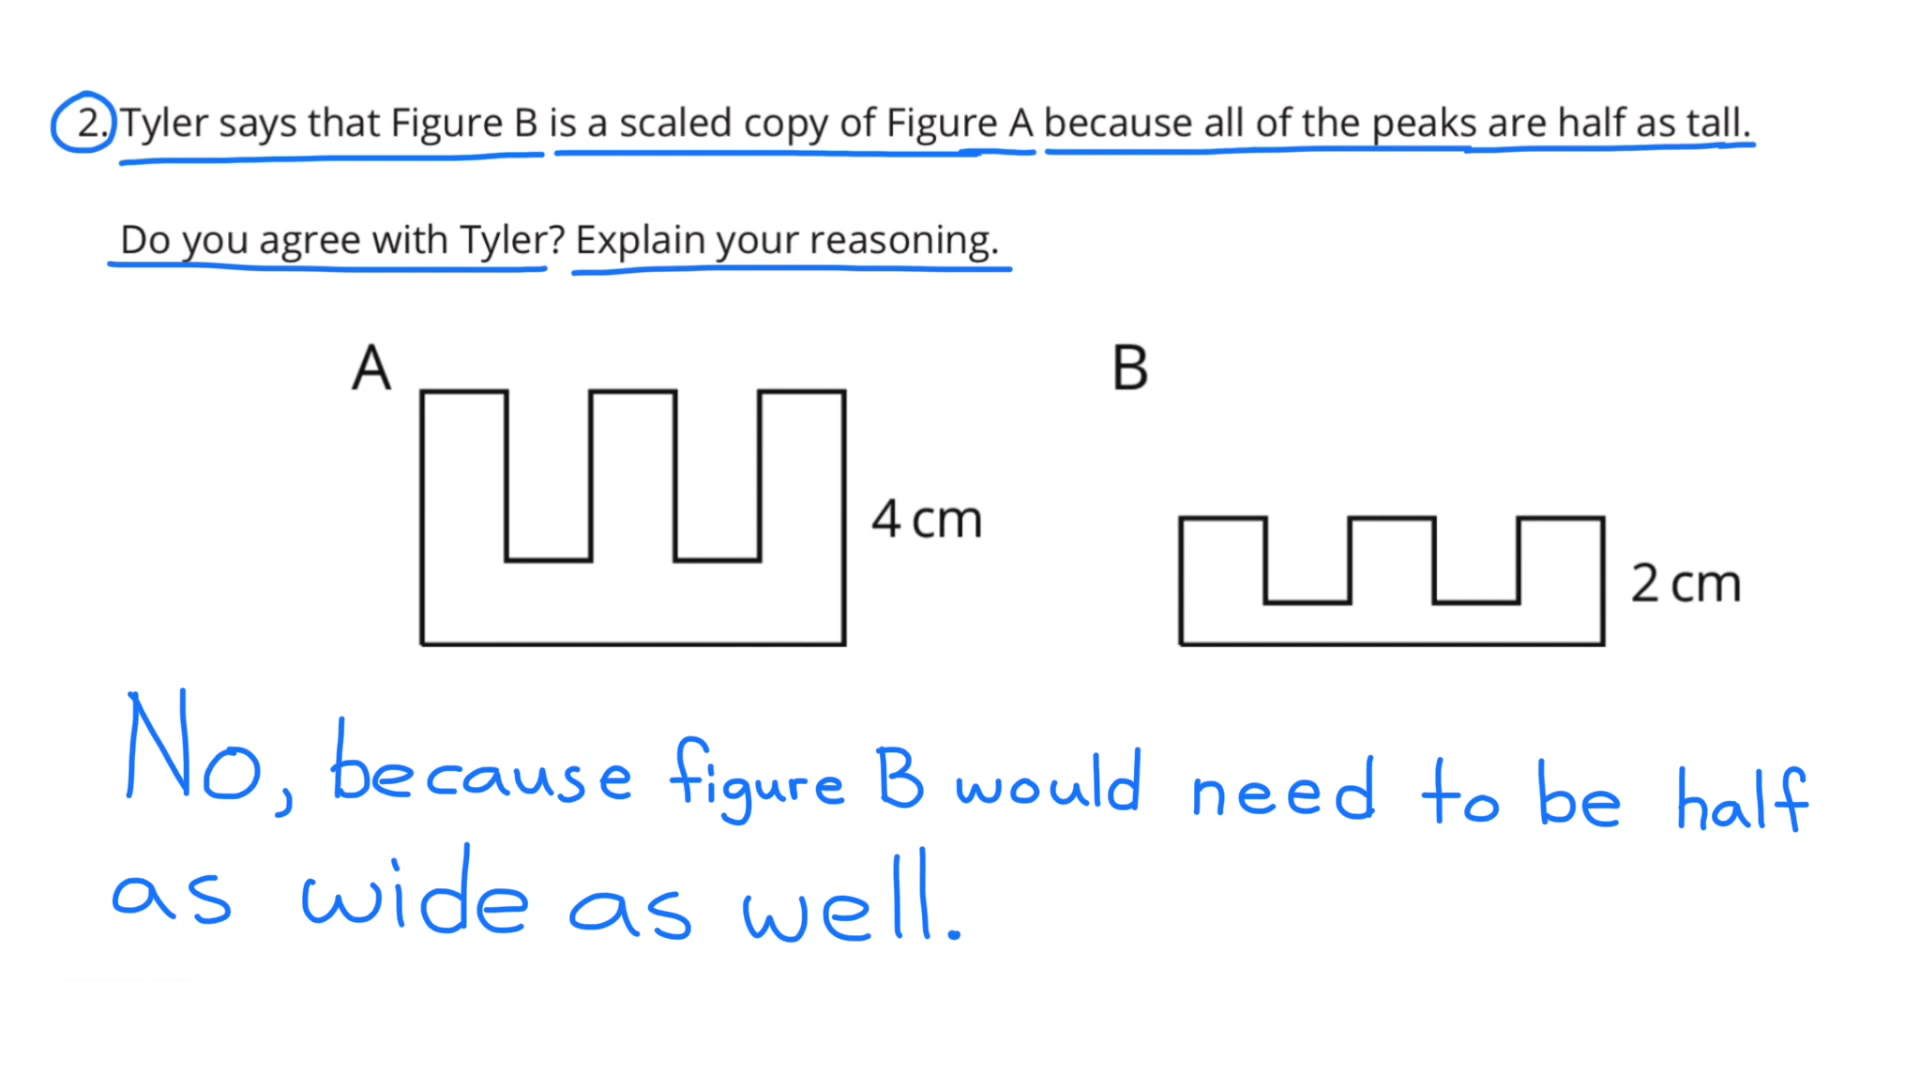 2. Tyler says that Figure B is a scaled copy of Figure A because all of the peaks are half as tall.
Do you agree with Tyler? Explain your reasoning.
A
B
4 cm
2 cm
No, because figure B would need to be half
as wide as well.